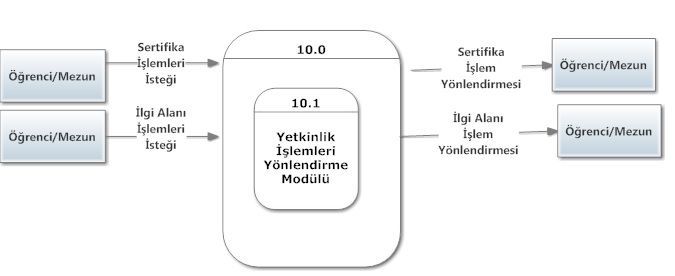 Öğrenci/Mezun
Sertifika
İşlemleri
İsteği
Öğrenci/Mezun
İlgi Alanı
İşlemleri
İsteği
10.0
10.1
Yetkinlik
İşlemleri
Yönlendirme
Modülü
Sertifika
İşlem
Yönlendirmesi
Öğrenci/Mezun
İlgi Alanı
İşlem
Yönlendirmesi
Öğrenci/Mezun